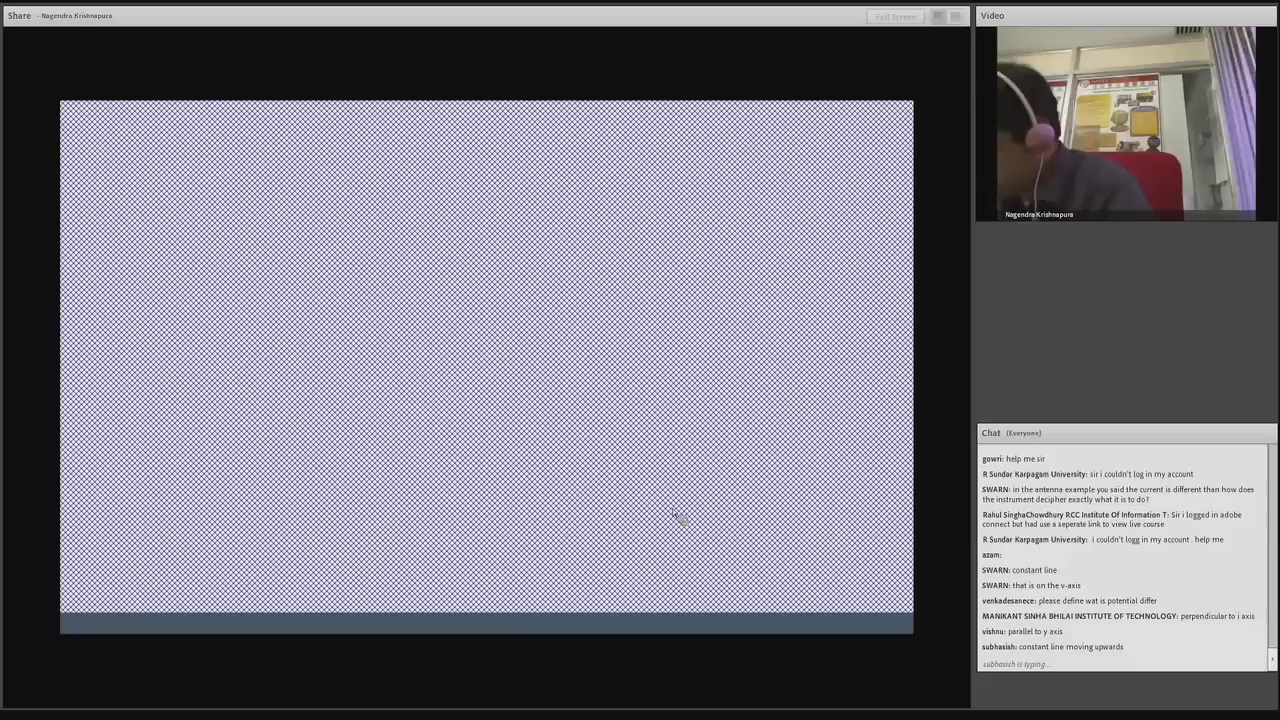 Share - Nagendra Krishnapura
Full Screen
Video
Nagendra Krishnapura
Chat (Everyone)
gowri: help me sir
R Sundar Karpagam University: sir i couldn't log in my account
SWARN: in the antenna example you said the current is different than how does
the instrument decipher exactly what it is to do?
Rahul SinghaChowdhury RCC Institute Of Information T: Sir i logged in adobe
connect but had use a seperate link to view live course
R Sundar Karpagam University: i couldn't logg in my account . help me
azam:
SWARN: constant line
SWARN: that is on the v-axis
venkadesanece: please define wat is potential differ
MANIKANT SINHA BHILAI INSTITUTE OF TECHNOLOGY: perpendicular to i axis
vishnu: parallel to y axis
subhasish: constant line moving upwards
subhasish is typing...